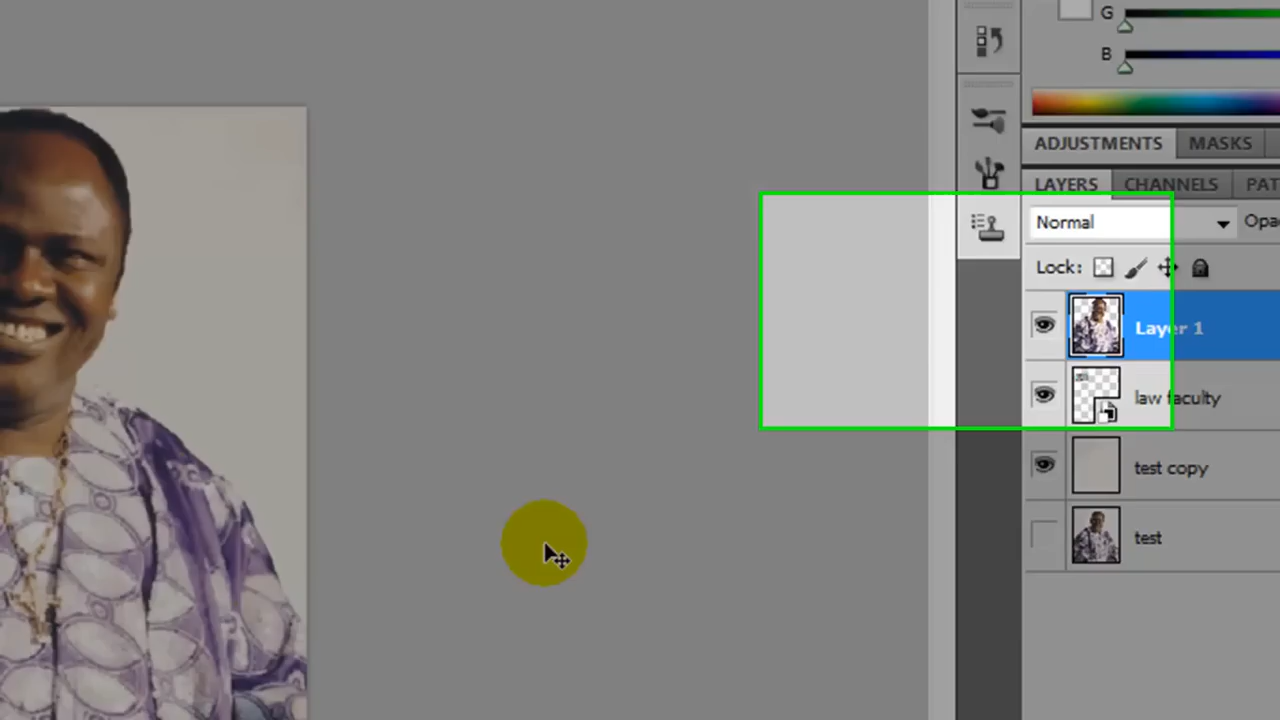 G
B
ADJUSTMENTS MASKS
LAYERS CHANNELS PAT
Normal Opa
Lock:
Layer 1
law faculty
test copy
test